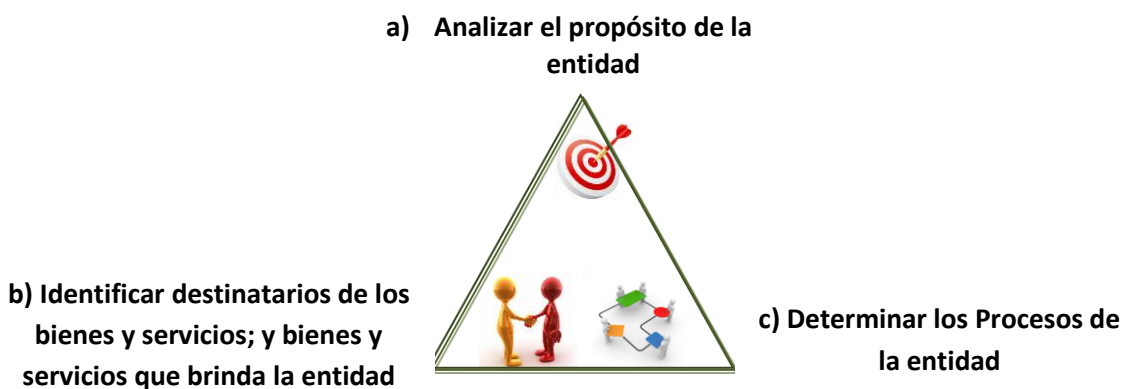 a) Analizar el propósito de la
entidad
b) Identificar destinatarios de los
bienes y servicios; y bienes y
servicios que brinda la entidad
c) Determinar los Procesos de
la entidad